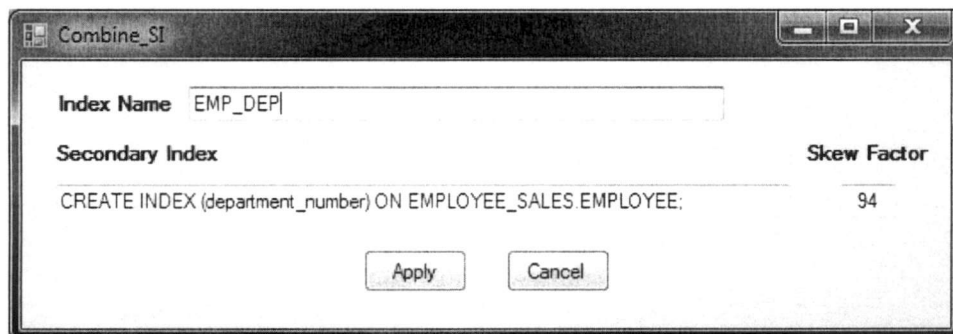 Combine_SI
Index Name EMP_DEP
Secondary Index Skew Factor
CREATE INDEX (department_number) ON EMPLOYEE_SALES.EMPLOYEE; 94
Apply Cancel